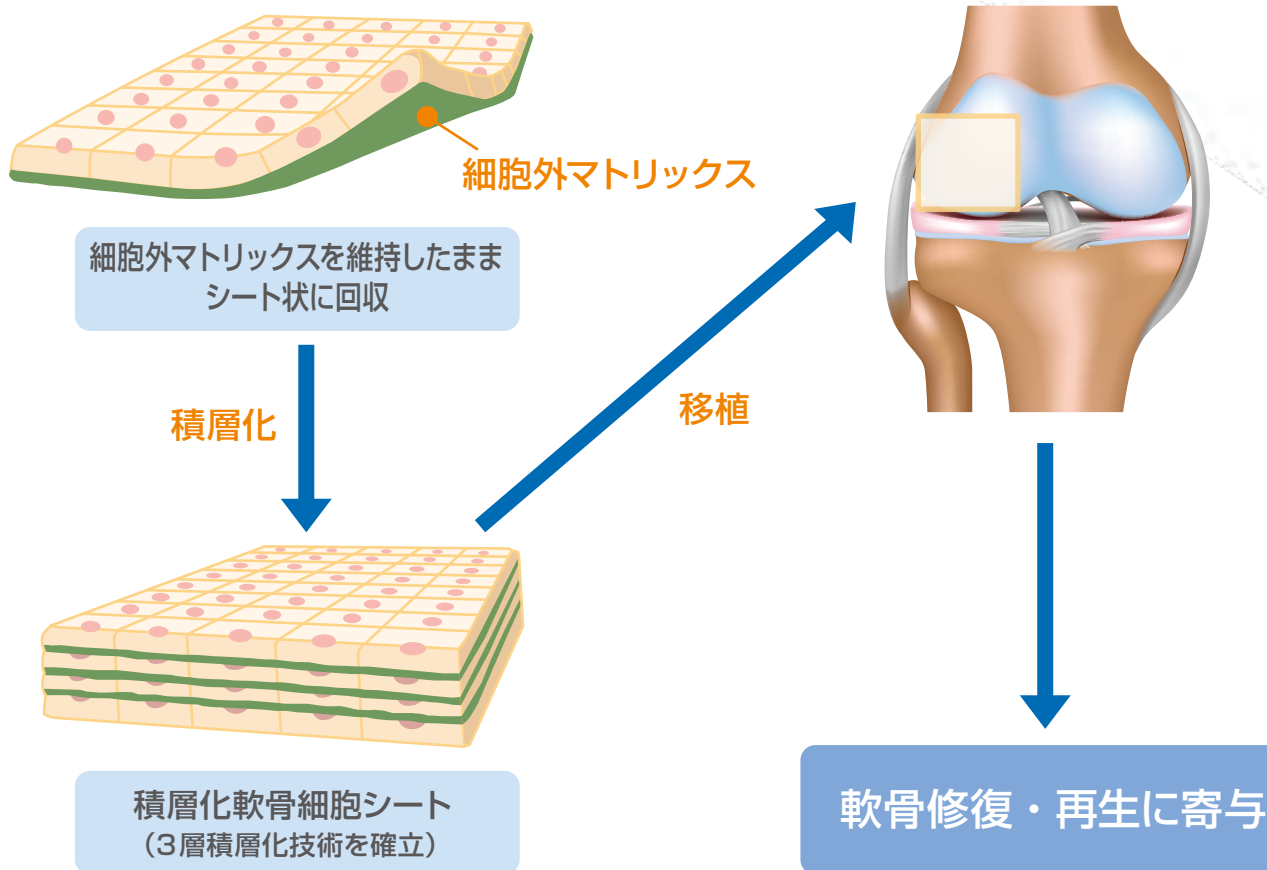 細胞外マトリックス
細胞外マトリックスを維持したまま
シート状に回収
積層化
移植
積層化軟骨細胞シート
（３層積層化技術を確立）
軟骨修復・再生に寄与